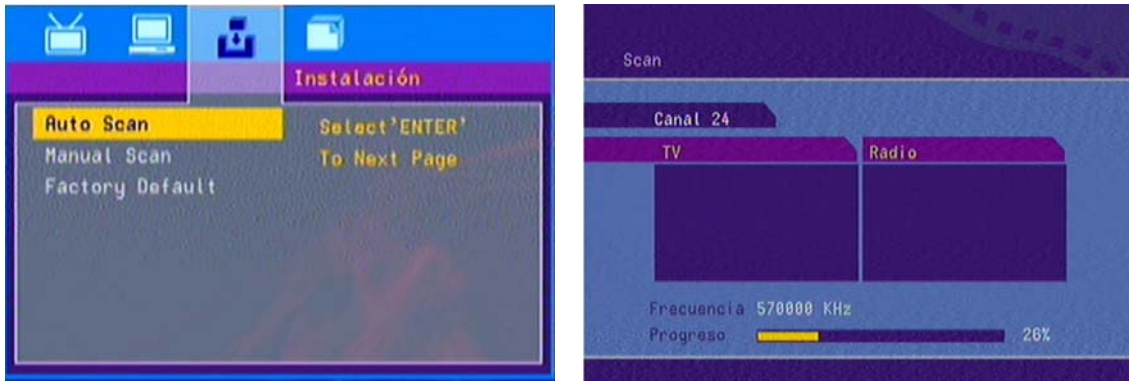 Instalación
Auto Scan
Select'ENTER'
Manual Scan
To Next Page
Factory Default
Scan
Canal 24
TV
Radio
Frecuencia 570000 KHz
Progreso 26%